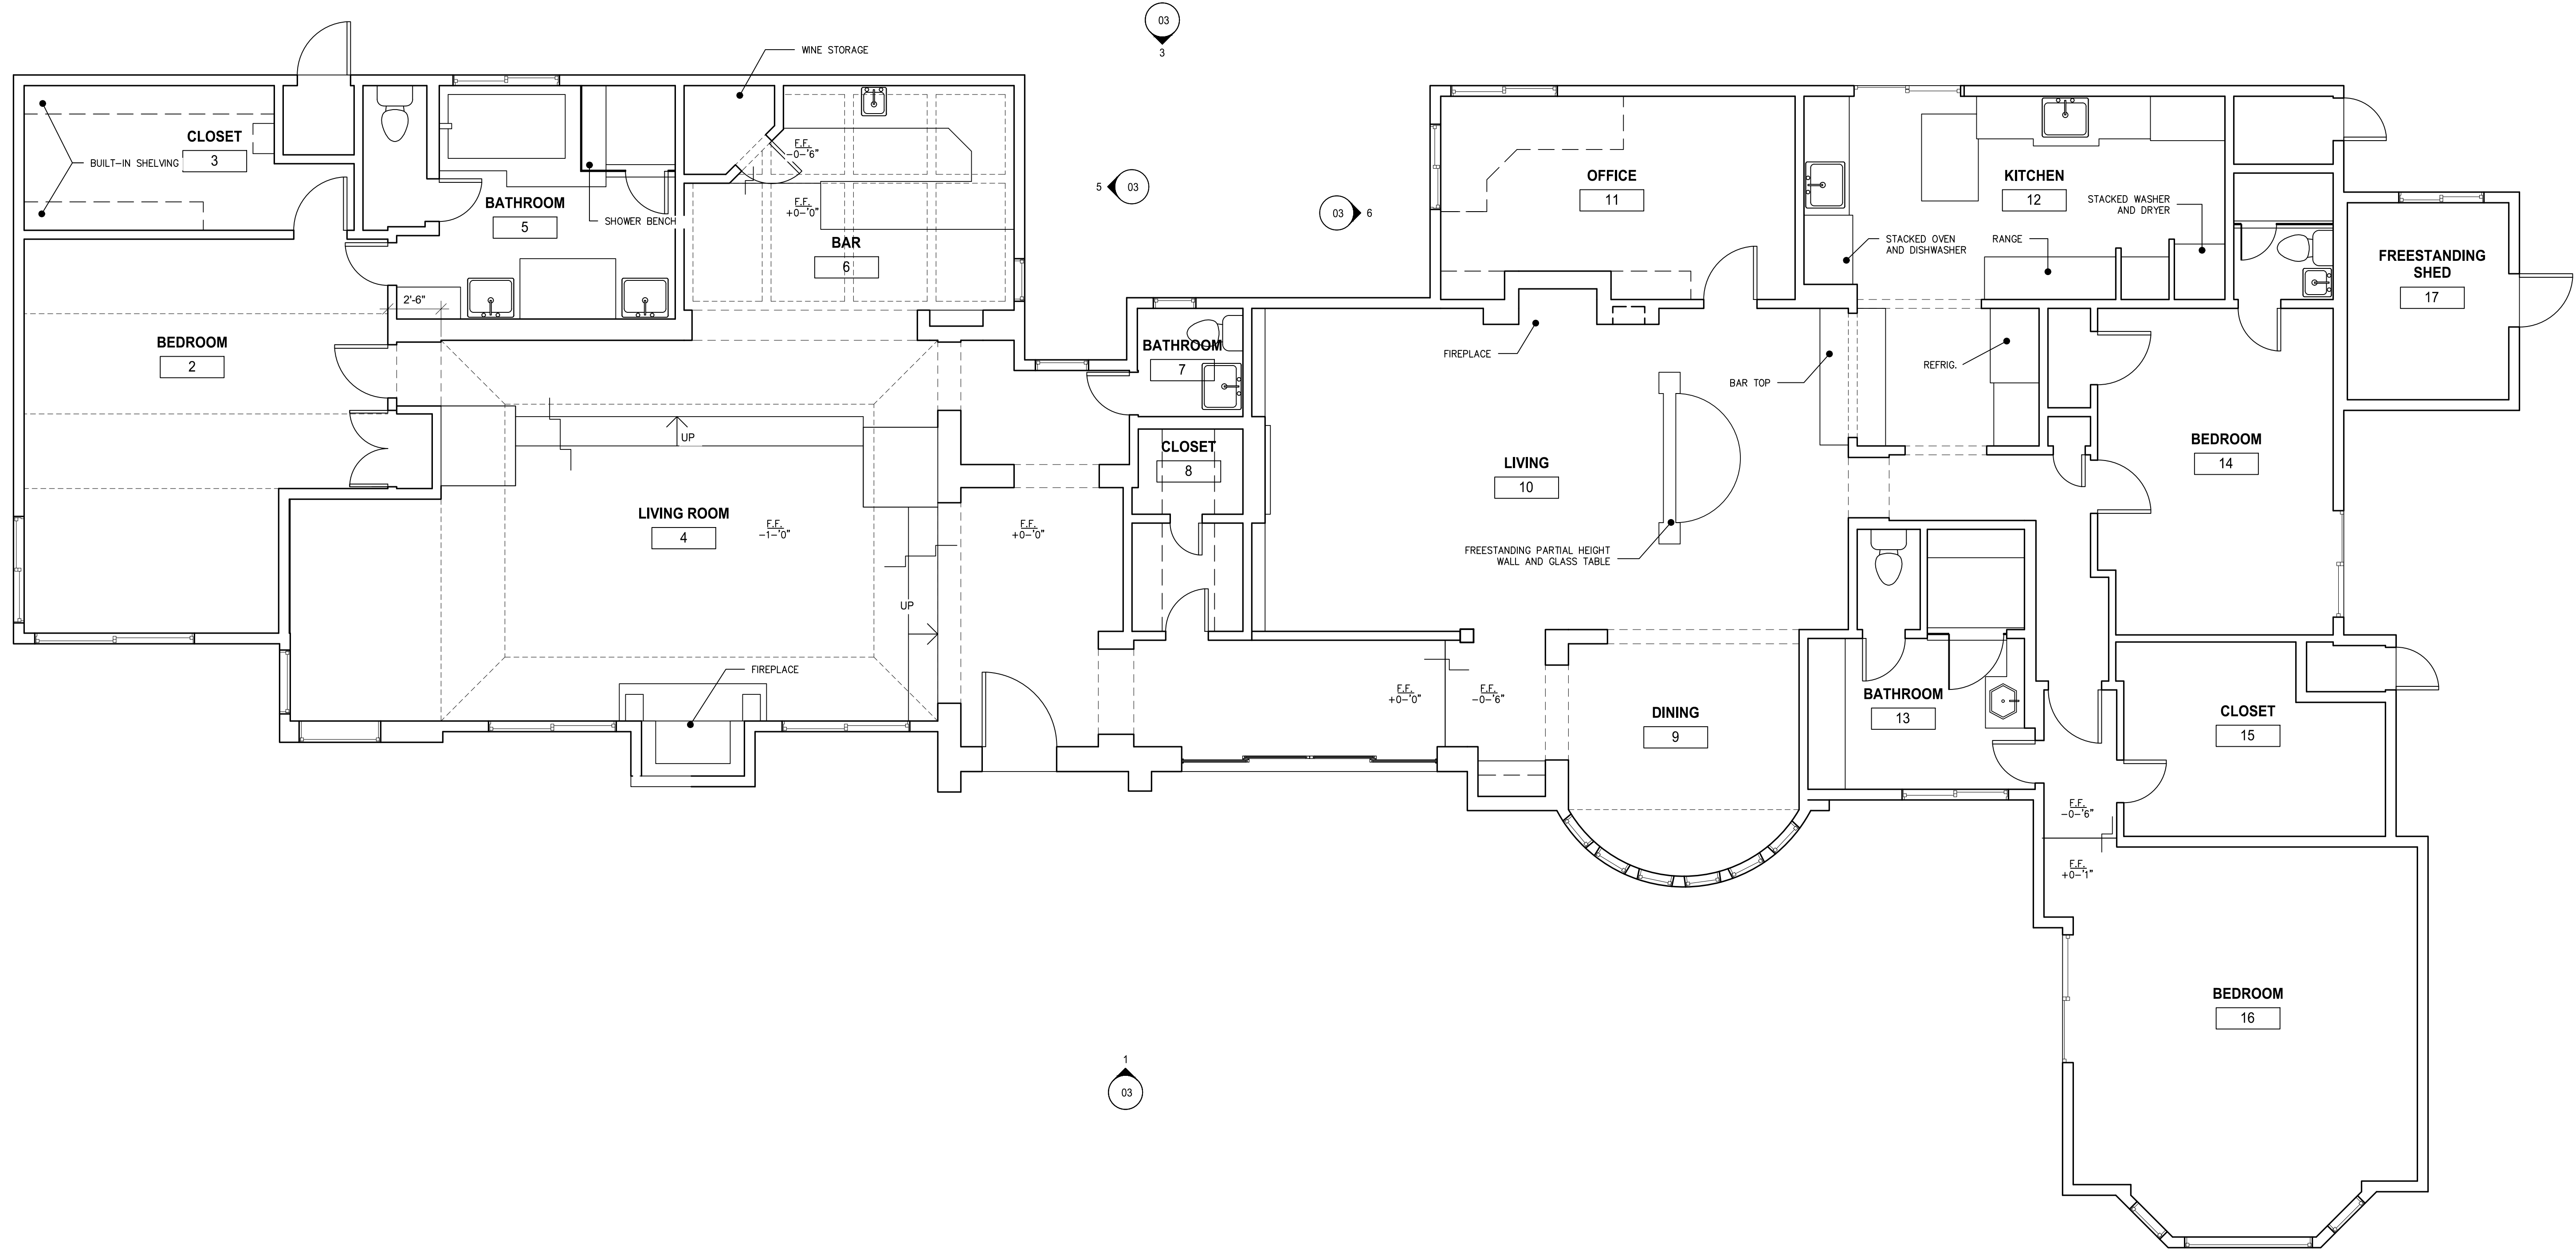 03
3
WINE STORAGE
CLOSET
3
BUILT-IN SHELVING
BATHROOM
5
SHOWER BENCH
F.F.
-0-'6"
F.F.
+0-'0"
BAR
6
5
03
03
6
OFFICE
11
KITCHEN
12
STACKED WASHER
AND DRYER
STACKED OVEN
AND DISHWASHER
RANGE
FREESTANDING
SHED
17
2'-6"
BEDROOM
2
BATHROOM
7
FIREPLACE
BAR TOP
REFRIG.
UP
CLOSET
8
LIVING
10
BEDROOM
14
LIVING ROOM
4
F.F.
-1-'0"
F.F.
+0-'0"
FREESTANDING PARTIAL HEIGHT
WALL AND GLASS TABLE
UP
FIREPLACE
F.F.
+0-'0"
F.F.
-0-'6"
DINING
9
BATHROOM
13
CLOSET
15
F.F.
-0-'6"
F.F.
+0-'1"
BEDROOM
16
1
03